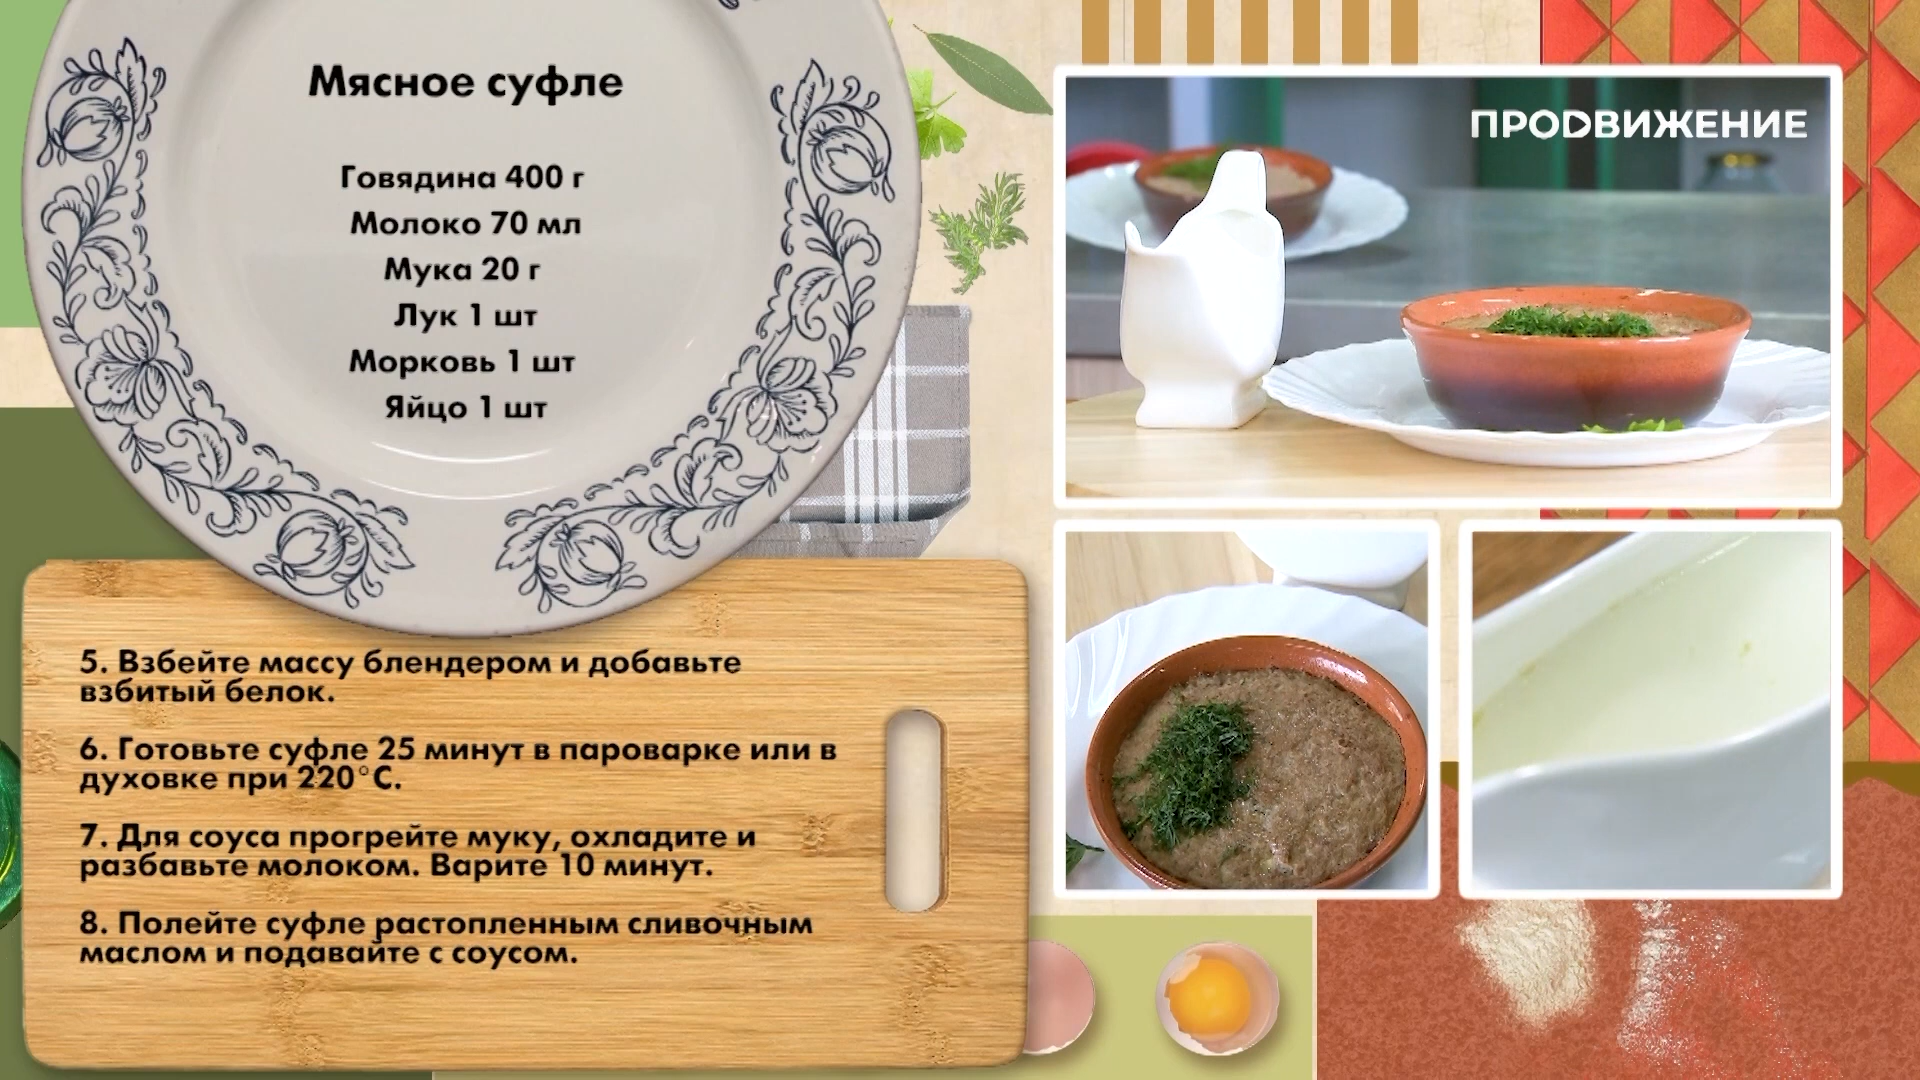 Мясное суфле
Говядина 400 г
Молоко 70 мл
Мука 20 г
Лук 1 шт
Морковь 1 шт
Яйцо 1 шт
5. Взбейте массу блендером и добавьте
взбитый белок.
6. Готовьте суфле 25 минут в пароварке или в
духовке при 220°С.
7. Для соуса прогрейте муку, охладите и
разбавьте молоком. Варите 10 минут.
8. Полейте суфле растопленным сливочным
маслом и подавайте с соусом.
ПРОDВИЖЕНИЕ